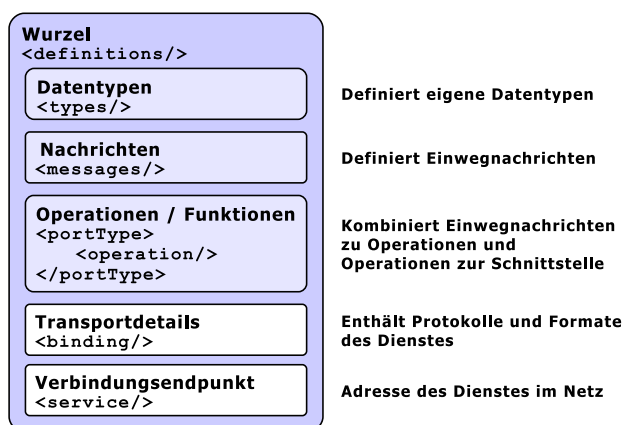 Wurzel
<definitions/>
Datentypen
<types/>
Definiert eigene Datentypen
Nachrichten
<messages/>
Definiert Einwegnachrichten
Operationen / Funktionen
<portType>
<operation/>
</portType>
Kombiniert Einwegnachrichten
zu Operationen und
Operationen zur Schnittstelle
Transportdetails
<binding/>
Enthält Protokolle und Formate
des Dienstes
Verbindungsendpunkt
<service/>
Adresse des Dienstes im Netz